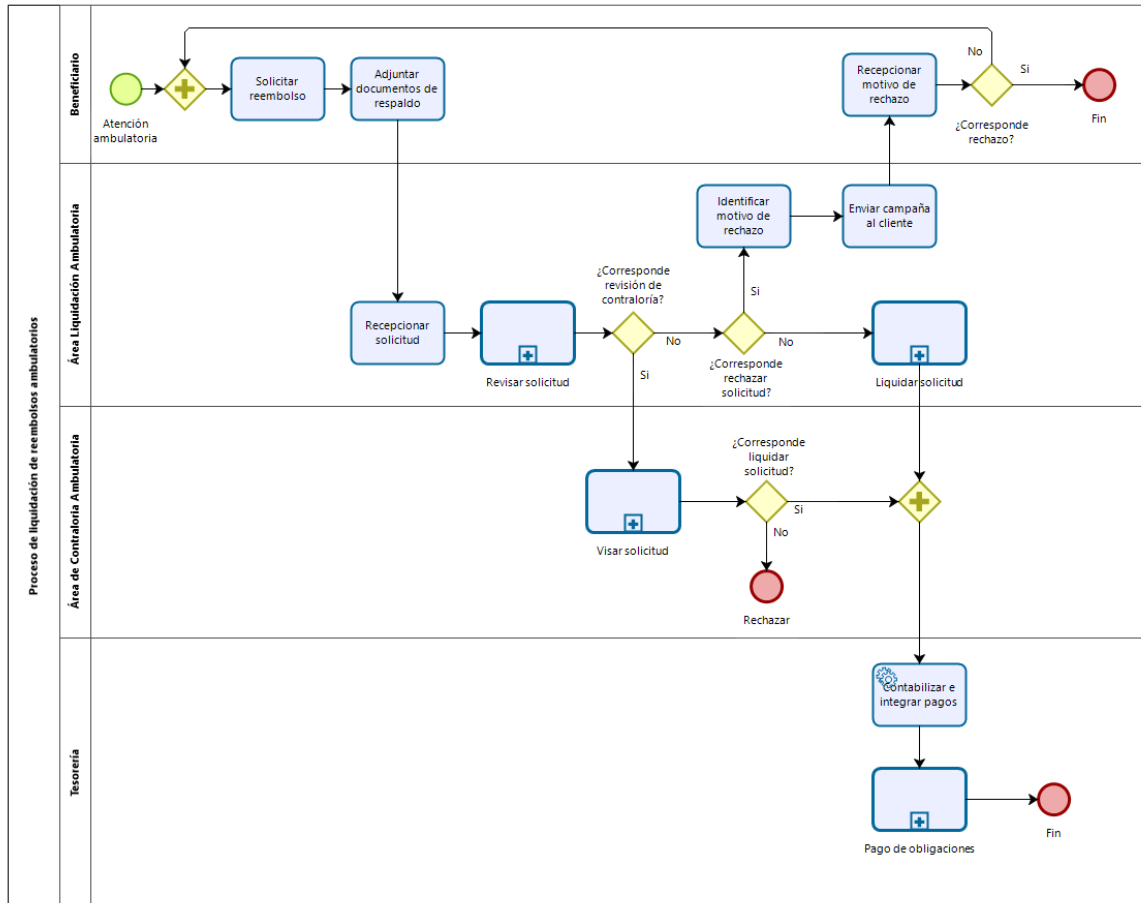 Proceso de liquidación de reembolsos ambulatorios
Beneficiario
Atención
ambulatoria
Solicitar
reembolso
Adjuntar
documentos de
respaldo
Recepcionar
motivo de
rechazo
No
Si
¿Corresponde
rechazo?
Fin
Área Liquidación Ambulatoria
Recepcionar
solicitud
Revisar solicitud
¿Corresponde
revisión de
contraloría?
No
Si
Identificar
motivo de
rechazo
Enviar campaña
al cliente
Si
No
¿Corresponde
rechazar
solicitud?
Liquidar solicitud
Área de Contraloría Ambulatoria
Visar solicitud
¿Corresponde
liquidar
solicitud?
Si
No
Rechazar
Tesorería
Contabilizar e
integrar pagos
Pago de obligaciones
Fin